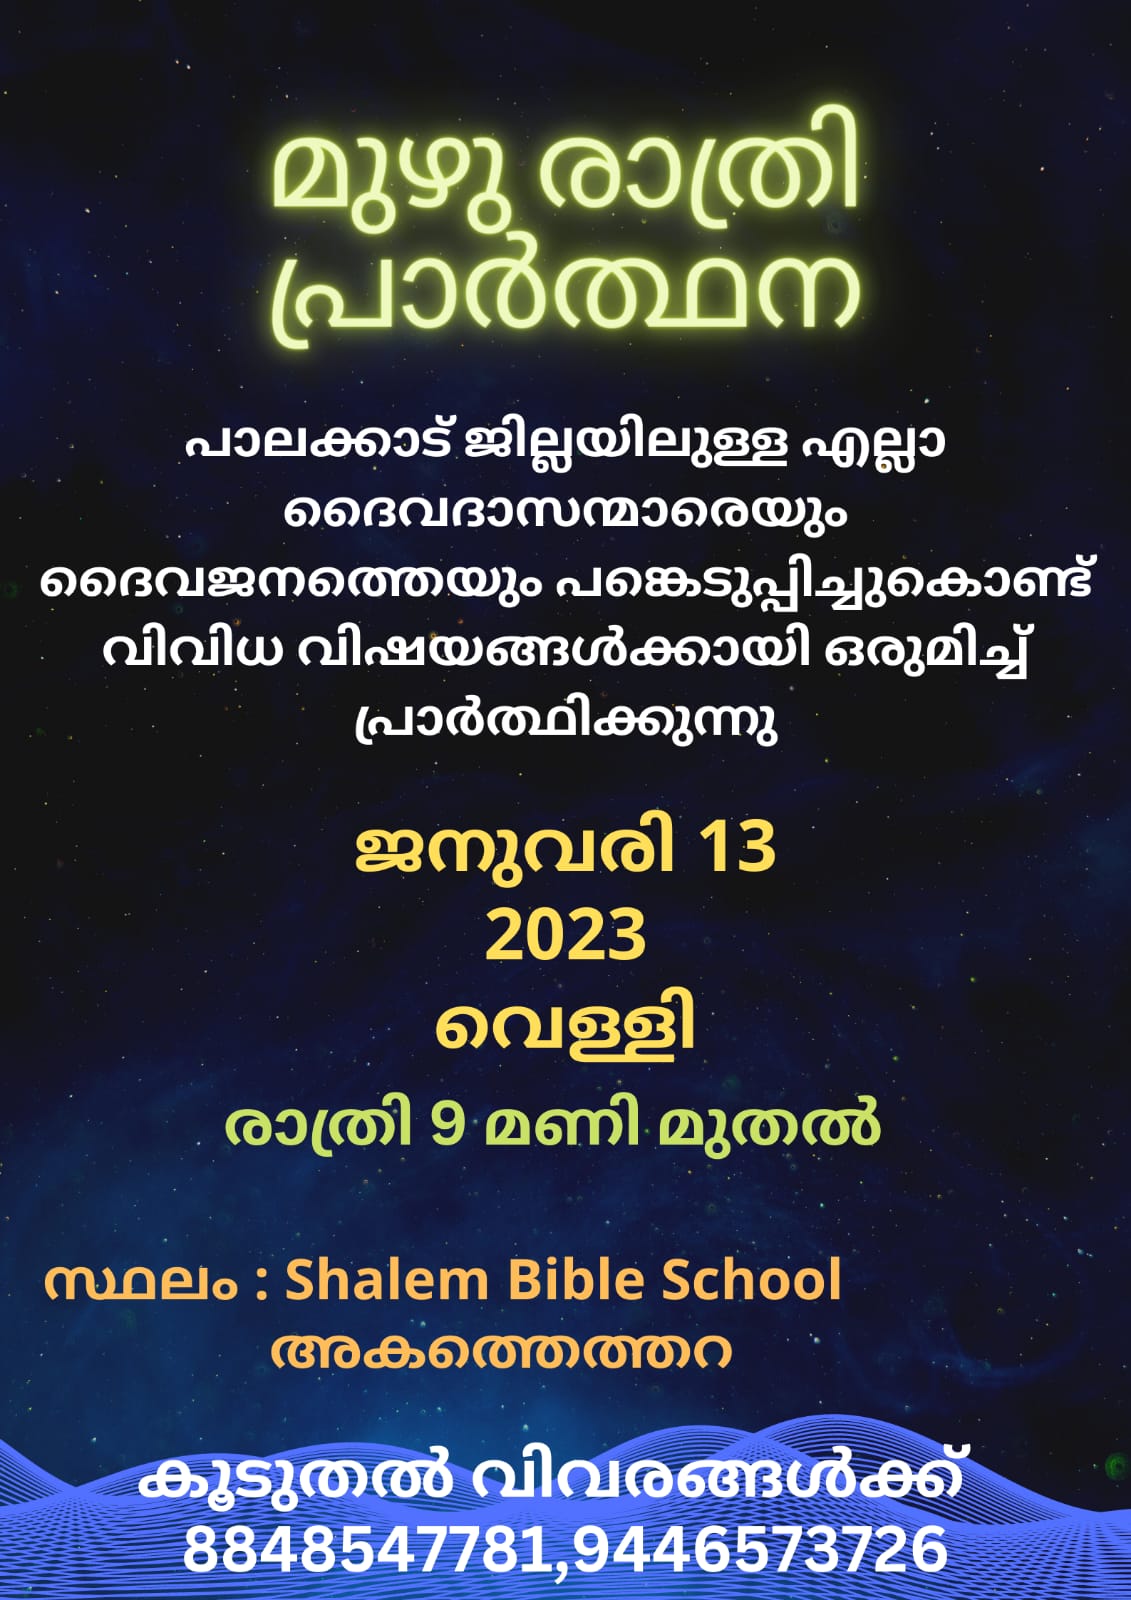 മുഴു രാത്രി
പ്രാർത്ഥന
പാലക്കാട് ജില്ലയിലുള്ള എല്ലാ
ദൈവദാസന്മാരെയും
ദൈവജനത്തെയും പങ്കെടുപ്പിച്ചുകൊണ്ട്
വിവിധ വിഷയങ്ങൾക്കായി ഒരുമിച്ച്
പ്രാർത്ഥിക്കുന്നു
ജനുവരി 13
2023
വെള്ളി
രാത്രി 9 മണി മുതൽ
സ്ഥലം : Shalem Bible School
അകത്തെത്തറ
കൂടുതൽ വിവരങ്ങൾക്ക്
8848547781,9446573726